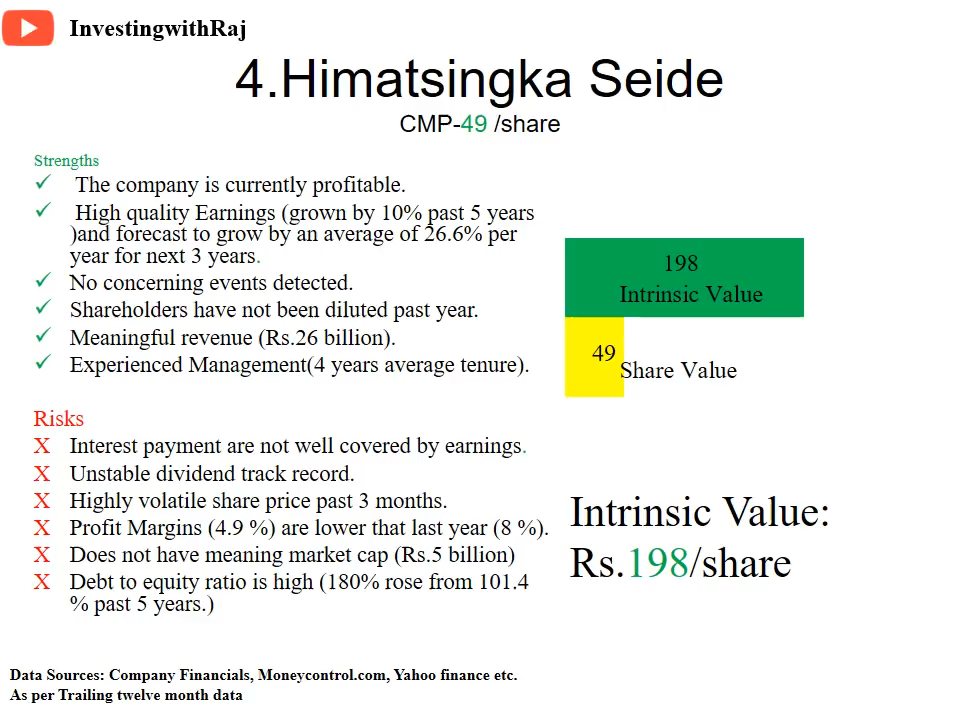 InvestingwithRaj
4.Himatsingka Seide
CMP-49 /share
Strengths
✓ The company is currently profitable.
✓ High quality Earnings (grown by 10% past 5 years
)and forecast to grow by an average of 26.6% per
year for next 3 years.
✓ No concerning events detected.
✓ Shareholders have not been diluted past year.
✓ Meaningful revenue (Rs.26 billion).
✓ Experienced Management(4 years average tenure).
Risks
X Interest payment are not well covered by earnings.
X Unstable dividend track record.
X Highly volatile share price past 3 months.
X Profit Margins (4.9 %) are lower that last year (8 %).
X Does not have meaning market cap (Rs.5 billion)
X Debt to equity ratio is high (180% rose from 101.4
% past 5 years.)
198
Intrinsic Value
49
Share Value
Intrinsic Value:
Rs.198/share
Data Sources: Company Financials, Moneycontrol.com, Yahoo finance etc.
As per Trailing twelve month data